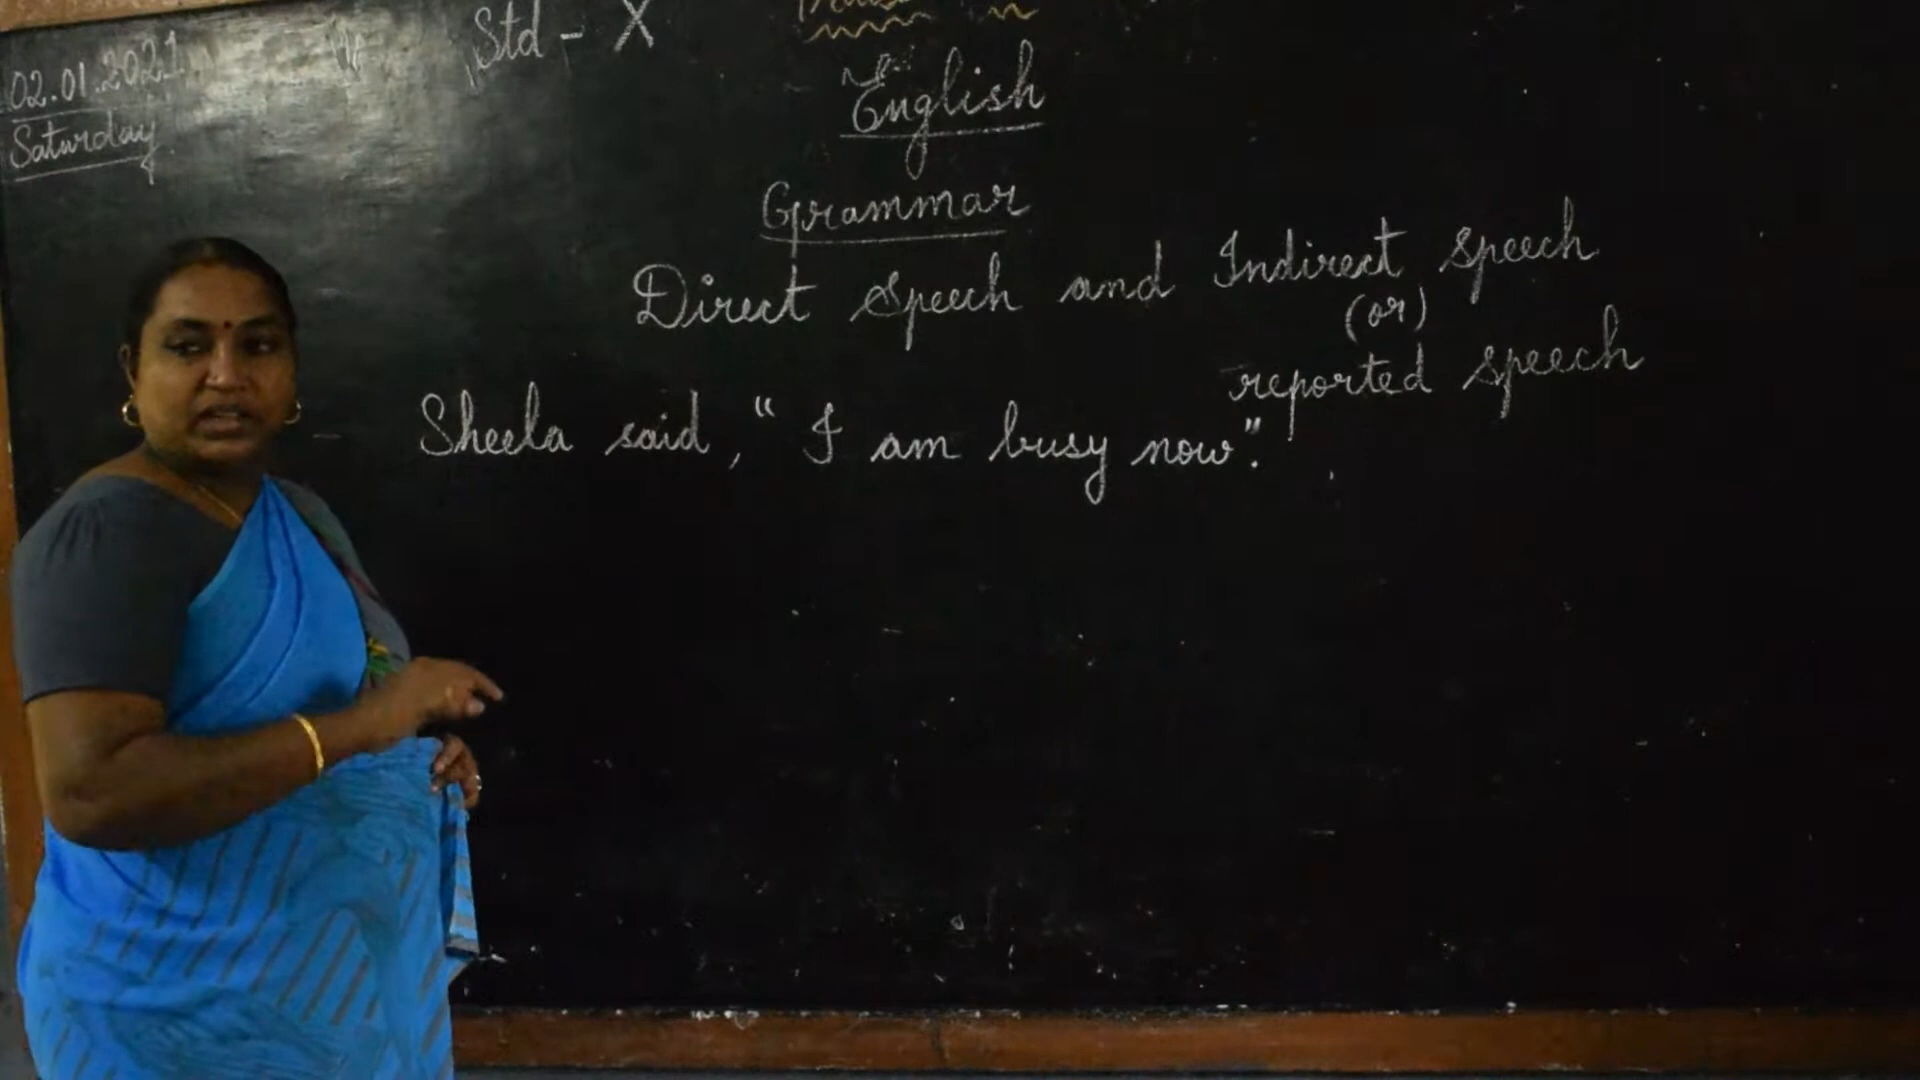 02.01.2021
Saturday
Std - X
English
Grammar
Direct speech and Indirect speech
(or)
reported speech
Sheela said, “ I am busy now”.